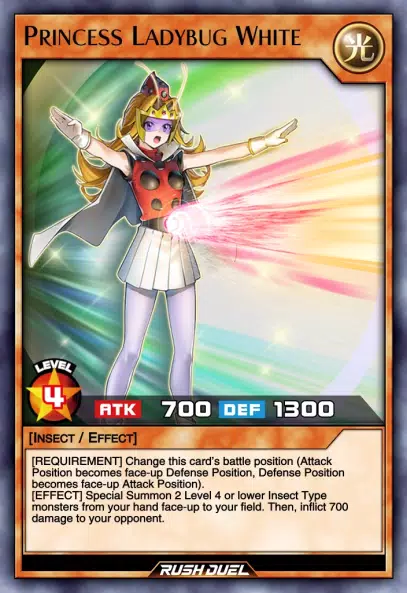 Princess Ladybug White
光
LEVEL
4
ATK 700 DEF 1300
[Insect / Effect]
[REQUIREMENT] Change this card's battle position (Attack
Position becomes face-up Defense Position, Defense Position
becomes face-up Attack Position).
[EFFECT] Special Summon 2 Level 4 or lower Insect Type
monsters from your hand face-up to your field. Then, inflict 700
damage to your opponent.
RUSH DUEL